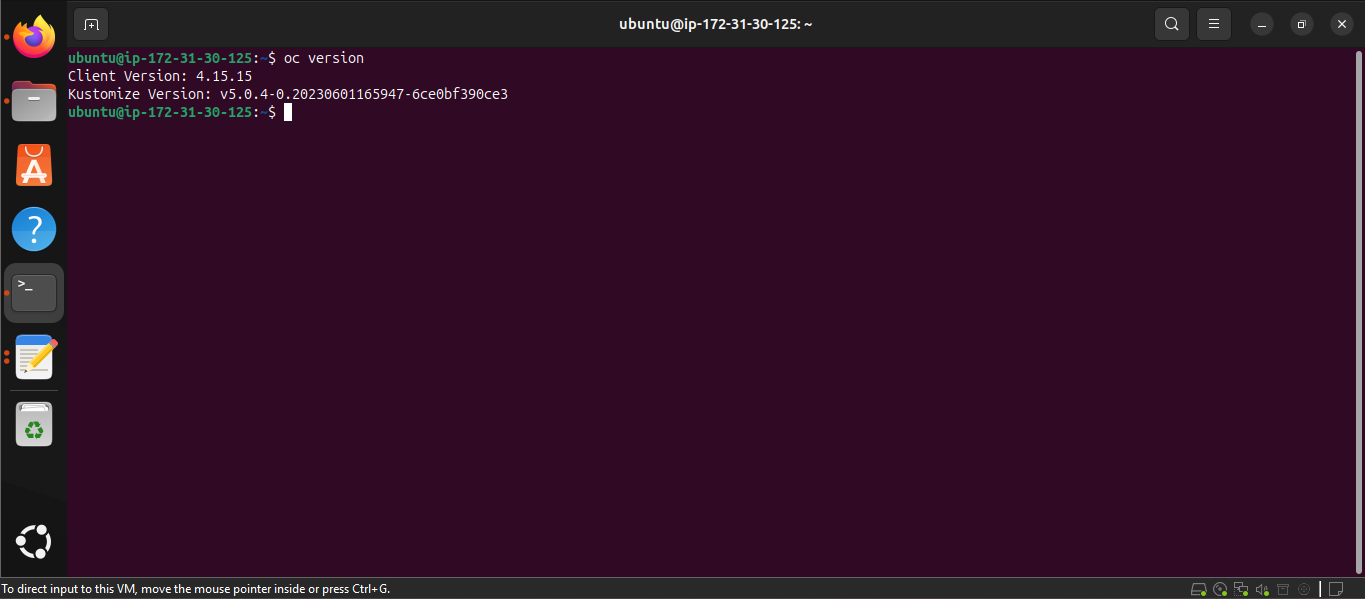 ubuntu@ip-172-31-30-125: ~
ubuntu@ip-172-31-30-125:~$ oc version
Client Version: 4.15.15
Kustomize Version: v5.0.4-0.20230601165947-6ce0bf390ce3
ubuntu@ip-172-31-30-125:~$
To direct input to this VM, move the mouse pointer inside or press Ctrl+G.